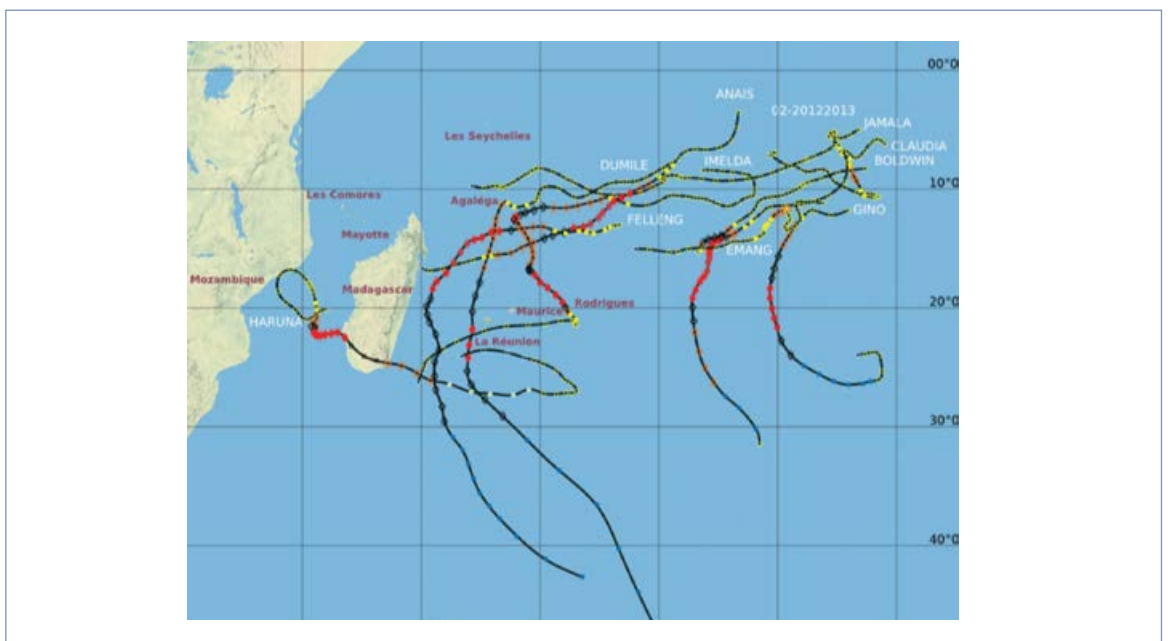 00°0
ANAIS
02-20122013
JAMALA
Les Seychelles
CLAUDIA
DUMILE
IMELDA
BOLDWIN
10°0
Les Comores
Agaléga
GINO
FELLENG
Mayotte
EMANG
Mozambique
Madagascar
20°0
Rodrigues
Maurice
HARUNA
La Réunion
30°0
40°0